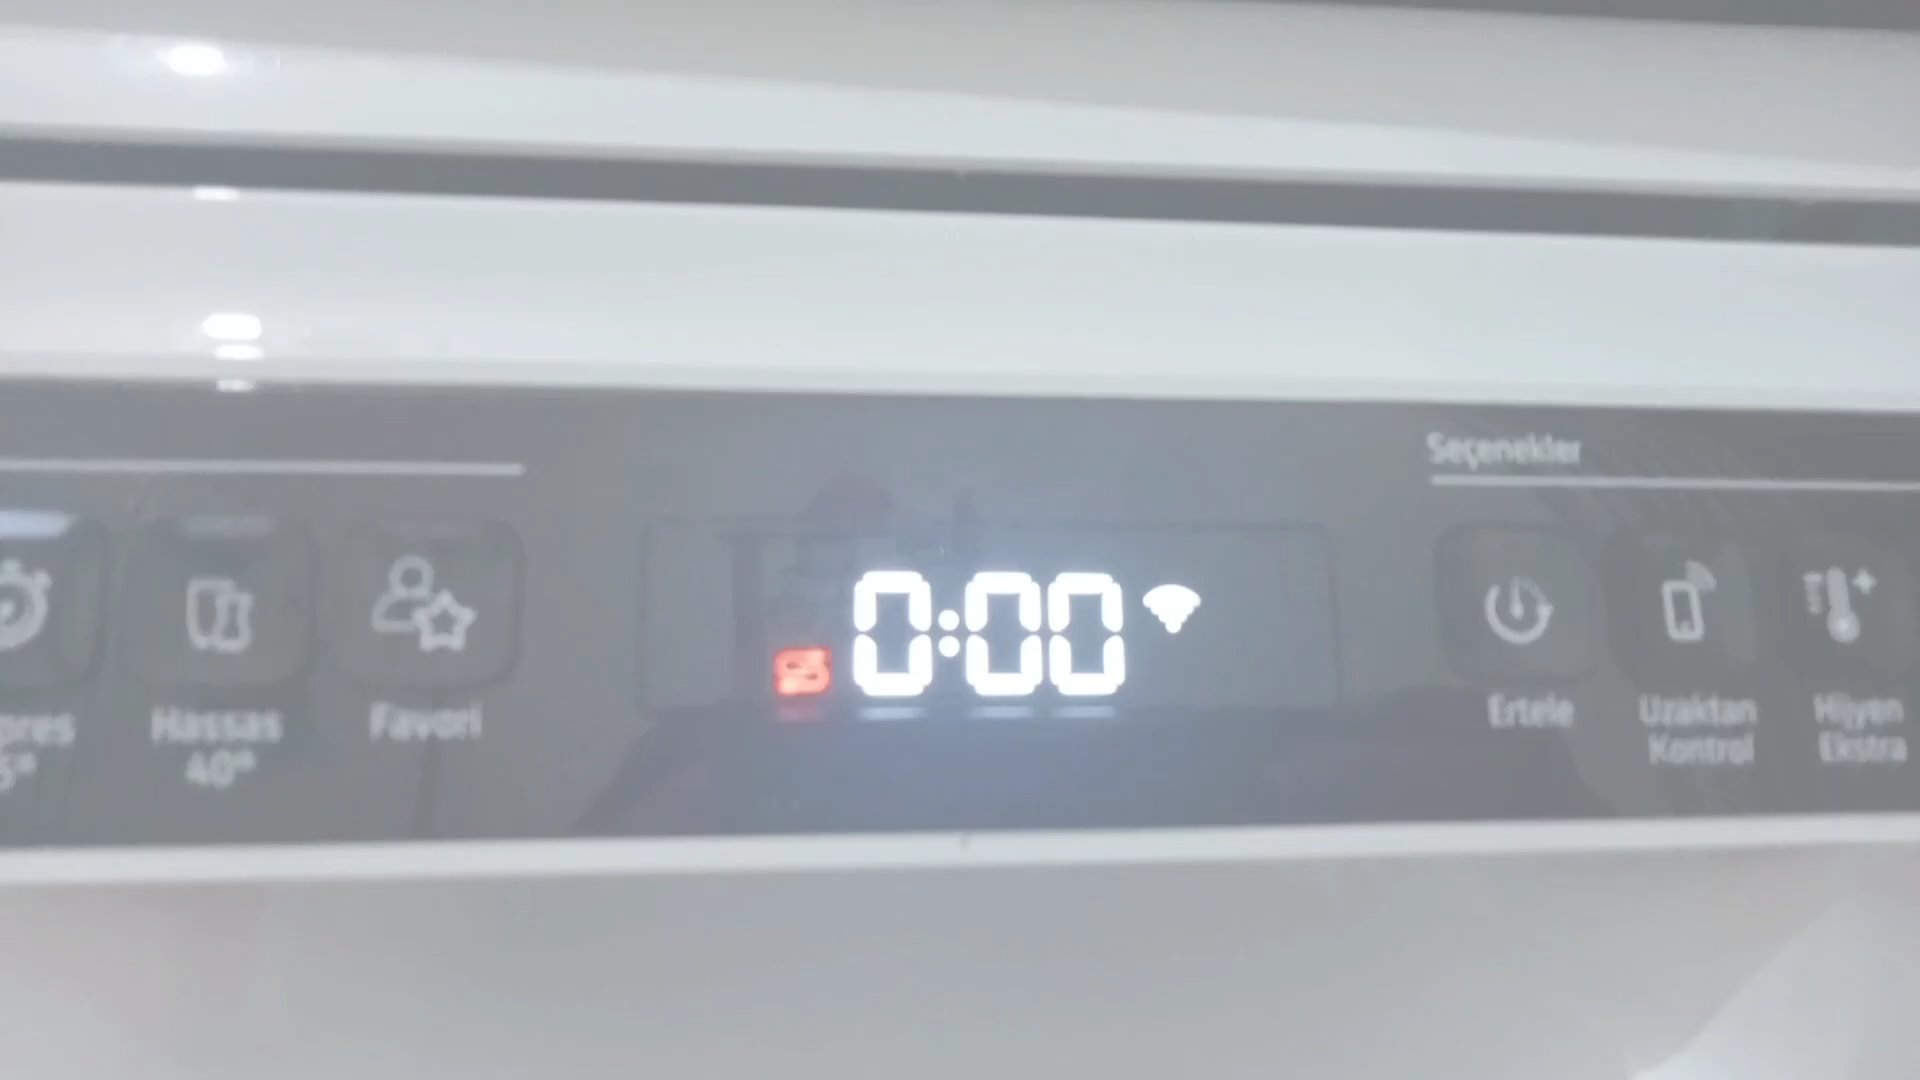 Seçenekler
Hassas
40°
Favori
0:00
Ertele
Uzaktan
Kontrol
Hijyen
Ekstra